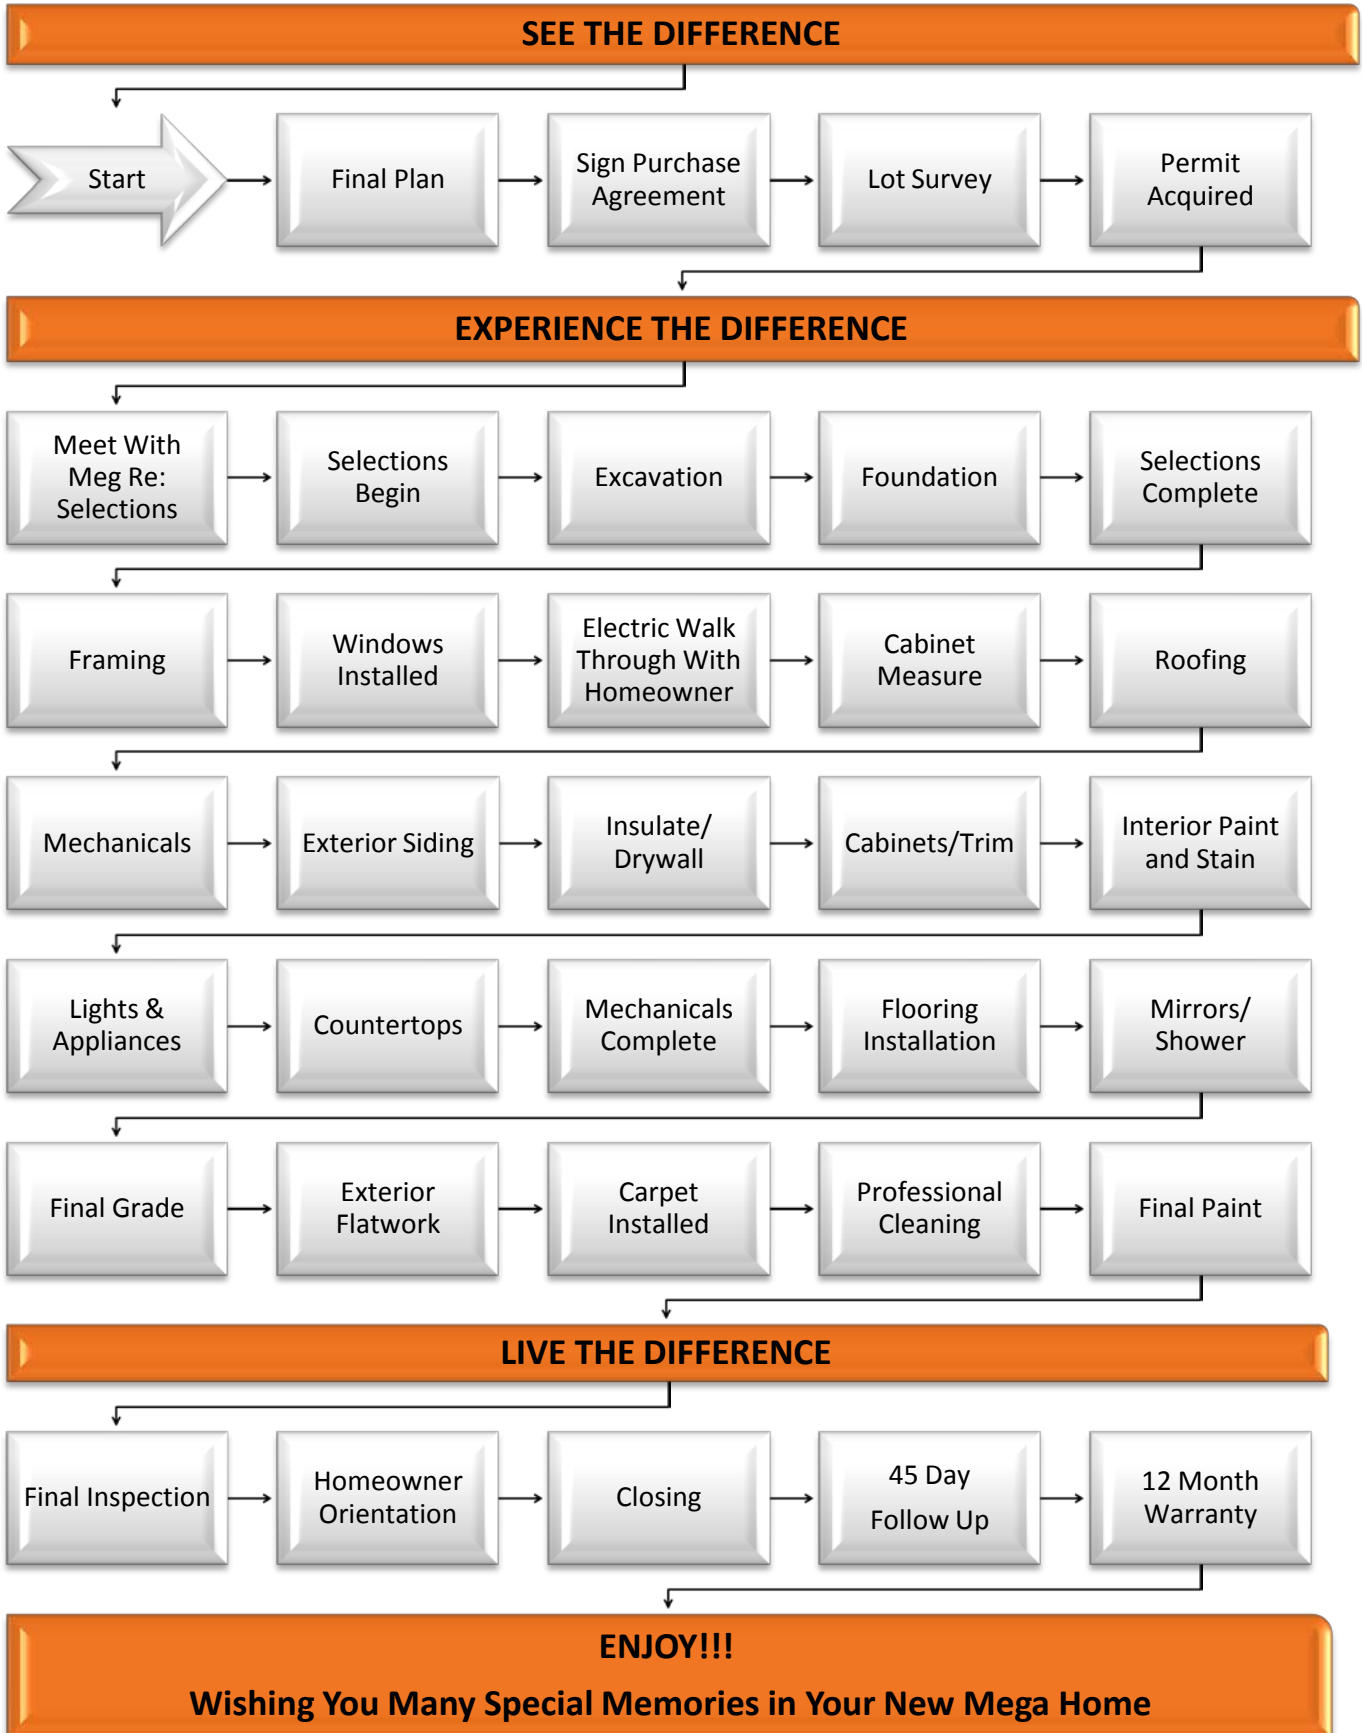 SEE THE DIFFERENCE
Start
Final Plan
Sign Purchase
Agreement
Lot Survey
Permit
Acquired
EXPERIENCE THE DIFFERENCE
Meet With
Meg Re:
Selections
Selections
Begin
Excavation
Foundation
Selections
Complete
Framing
Windows
Installed
Electric Walk
Through With
Homeowner
Cabinet
Measure
Roofing
Mechanicals
Exterior Siding
Insulate/
Drywall
Cabinets/Trim
Interior Paint
and Stain
Lights &
Appliances
Countertops
Mechanicals
Complete
Flooring
Installation
Mirrors/
Shower
Final Grade
Exterior
Flatwork
Carpet
Installed
Professional
Cleaning
Final Paint
LIVE THE DIFFERENCE
Final Inspection
Homeowner
Orientation
Closing
45 Day
Follow Up
12 Month
Warranty
ENJOY!!!
Wishing You Many Special Memories in Your New Mega Home